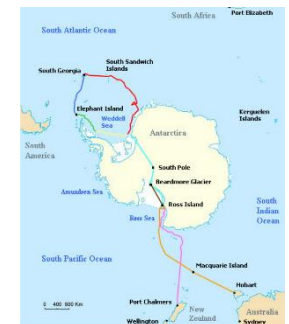 South Africa
Port Elizabeth
South Atlantic Ocean
South Georgia
South Sandwich
Islands
Elephant Island
Weddell
Sea
Kerguelen
Islands
Antarctica
South
America
South Pole
Amundsen Sea
Beardmore Glacier
South
Indian
Ocean
Ross Island
Ross Sea
South Pacific Ocean
Macquarie Island
Hobart
0 400 800 Km
Port Chalmers
New
Zealand
Australia
Wellington
Sydney